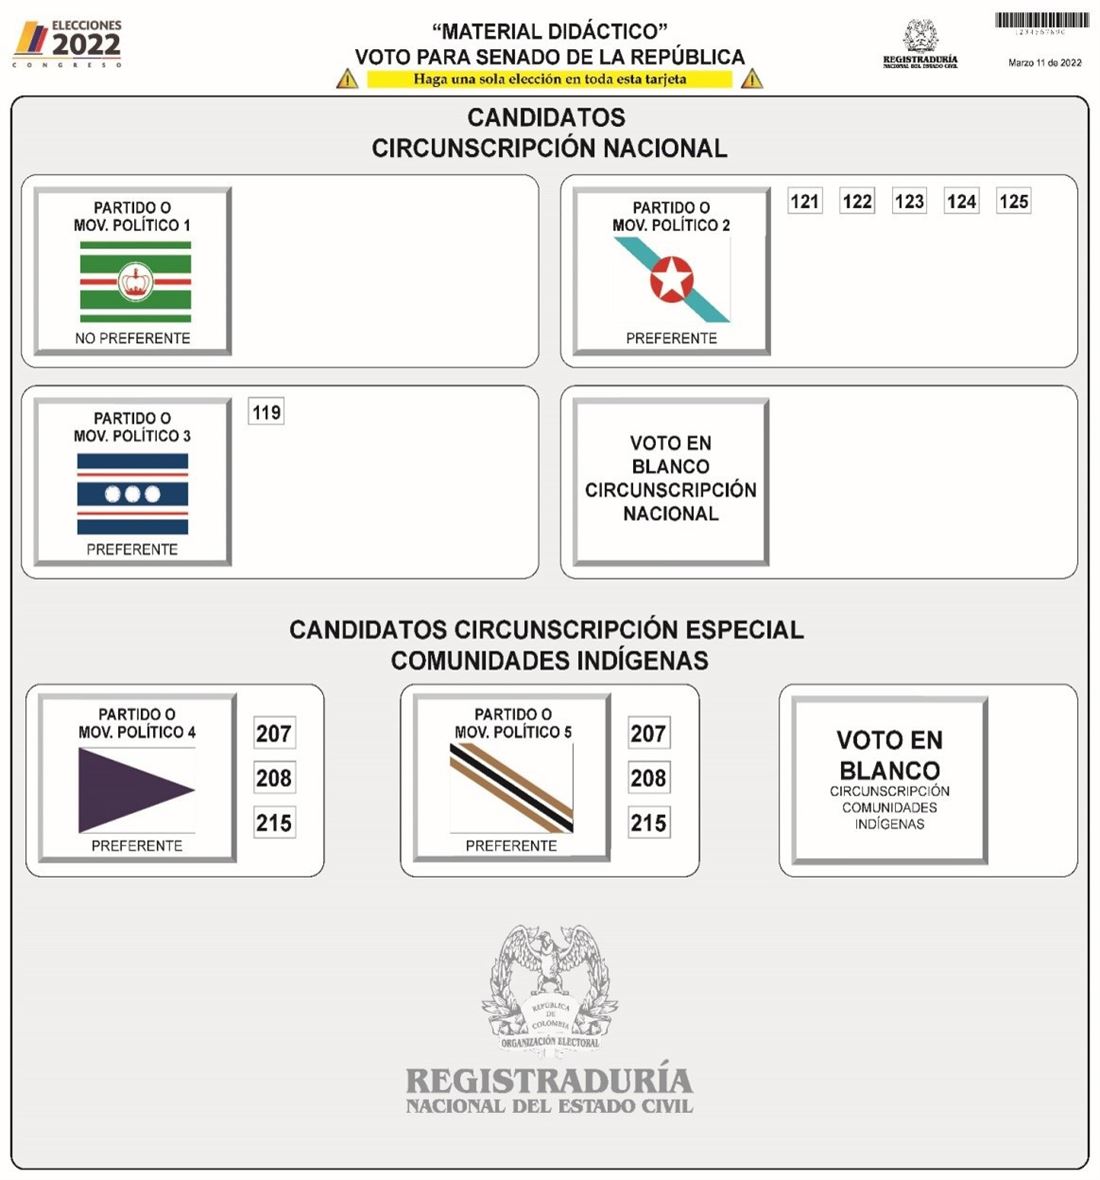 ELECCIONES
2022
CONGRESO
“MATERIAL DIDÁCTICO”
VOTO PARA SENADO DE LA REPÚBLICA
Haga una sola elección en toda esta tarjeta
REGISTRADURÍA
NACIONAL DEL ESTADO CIVIL
1234567890
Marzo 11 de 2022
CANDIDATOS
CIRCUNSCRIPCIÓN NACIONAL
PARTIDO O
MOV. POLÍTICO 1
NO PREFERENTE
PARTIDO O
MOV. POLÍTICO 2
PREFERENTE
121 122 123 124 125
PARTIDO O
MOV. POLÍTICO 3
PREFERENTE
119
VOTO EN
BLANCO
CIRCUNSCRIPCIÓN
NACIONAL
CANDIDATOS CIRCUNSCRIPCIÓN ESPECIAL
COMUNIDADES INDÍGENAS
PARTIDO O
MOV. POLÍTICO 4
PREFERENTE
207
208
215
PARTIDO O
MOV. POLÍTICO 5
PREFERENTE
207
208
215
VOTO EN
BLANCO
CIRCUNSCRIPCIÓN
COMUNIDADES
INDÍGENAS
REPÚBLICA
DE
COLOMBIA
ORGANIZACIÓN ELECTORAL
REGISTRADURÍA
NACIONAL DEL ESTADO CIVIL